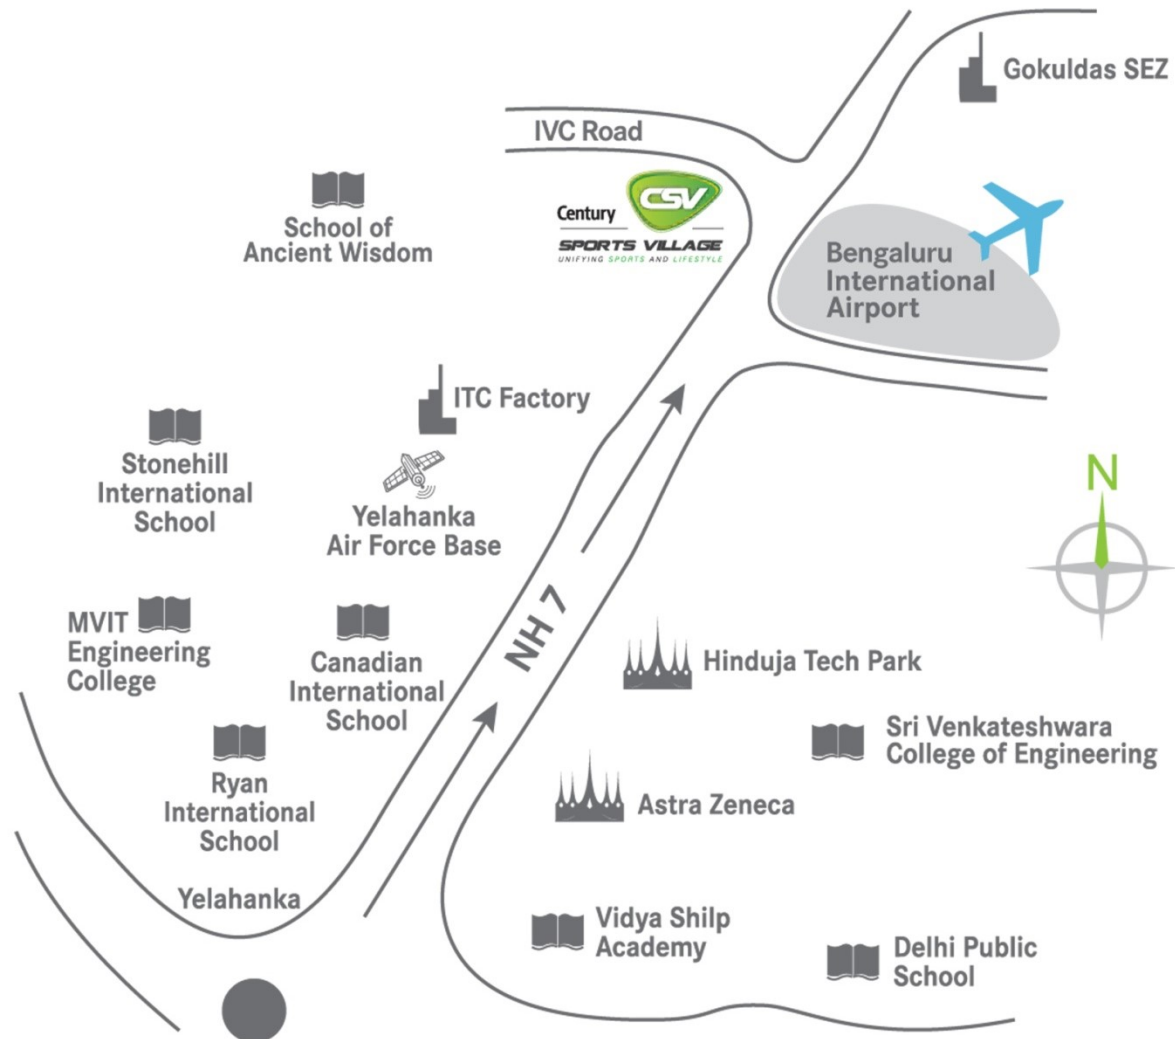 Gokuldas SEZ
IVC Road
School of
Ancient Wisdom
Century
CSV
SPORTS VILLAGE
UNIFYING SPORTS AND LIFESTYLE
Bengaluru
International
Airport
ITC Factory
Stonehill
International
School
Yelahanka
Air Force Base
N
MVIT
Engineering
College
Canadian
International
School
NH 7
Hinduja Tech Park
Sri Venkateshwara
College of Engineering
Ryan
International
School
Astra Zeneca
Yelahanka
Vidya Shilp
Academy
Delhi Public
School